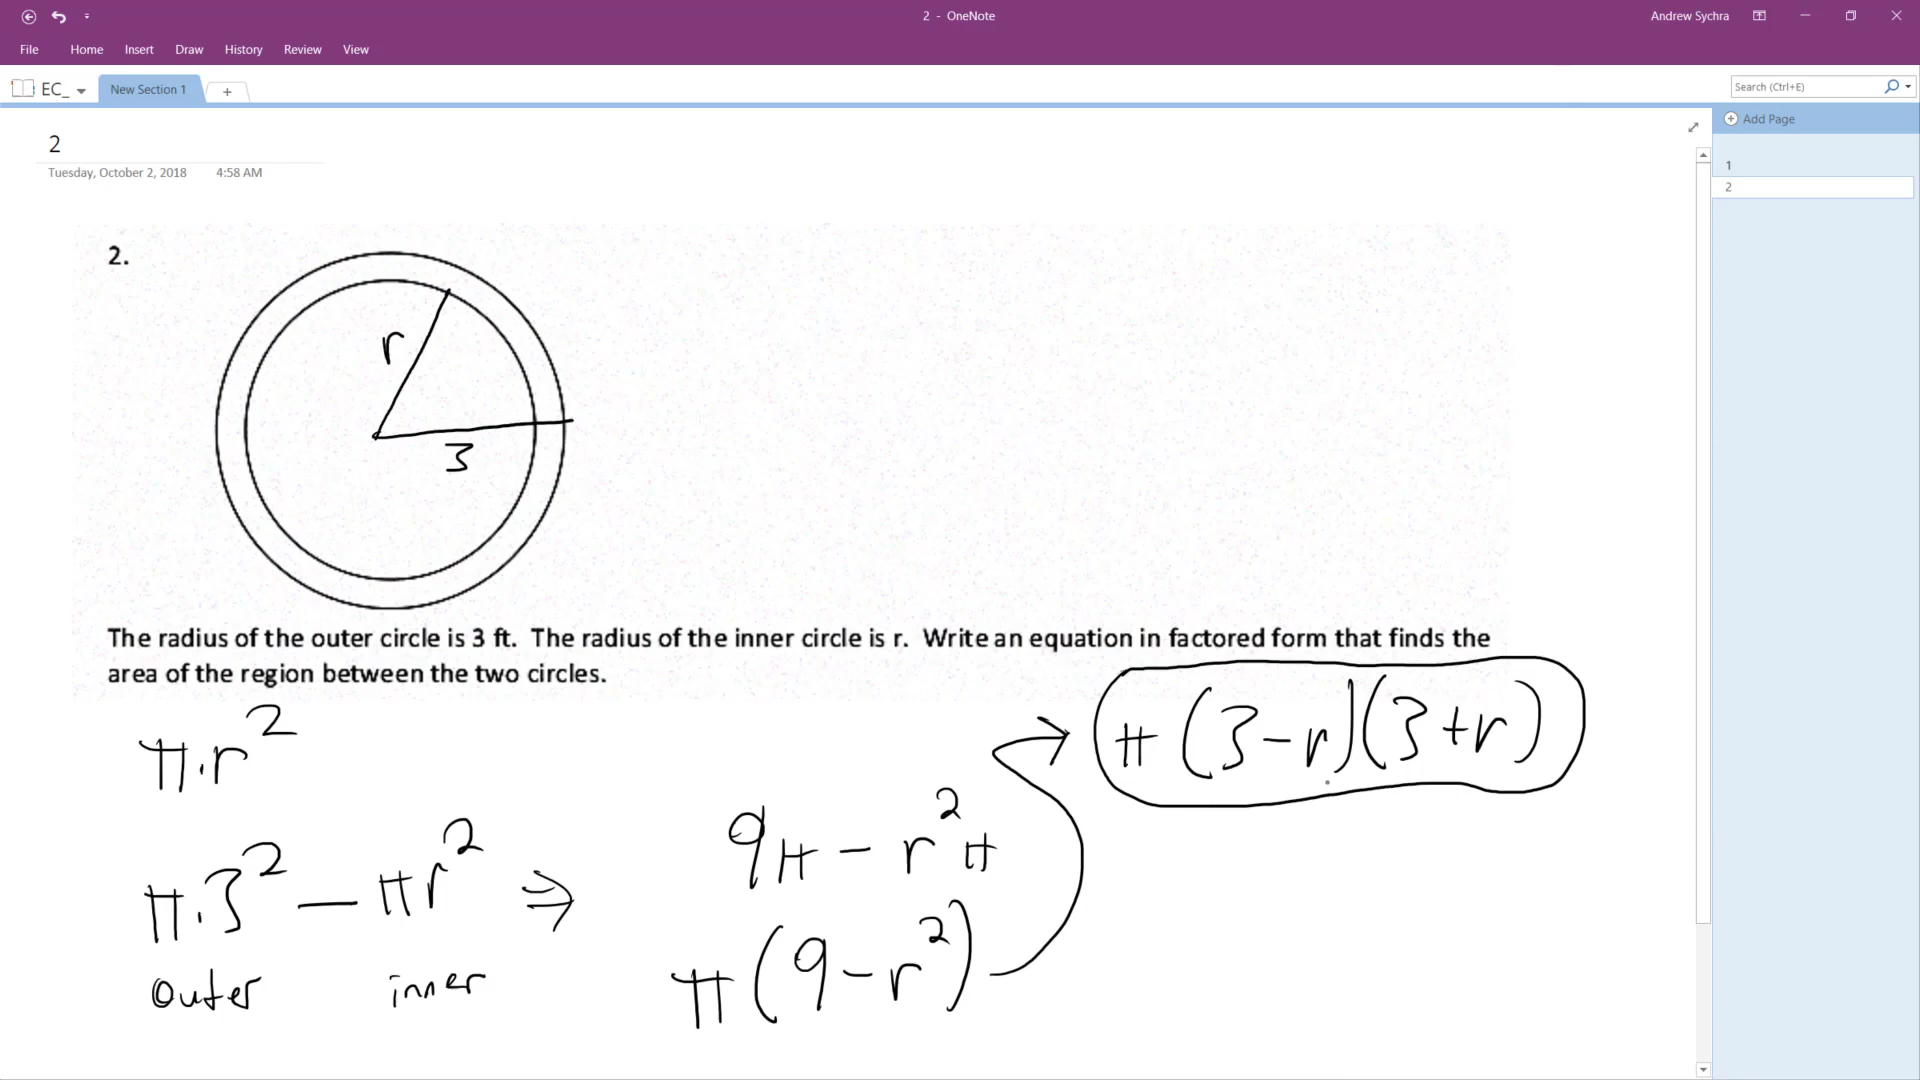 2 - OneNote
Andrew Sychra
File Home Insert Draw History Review View
EC_
New Section 1
+
Search (Ctrl+E)
Add Page
1
2
2
Tuesday, October 2, 2018 4:58 AM
2.
r
3
The radius of the outer circle is 3 ft. The radius of the inner circle is r. Write an equation in factored form that finds the
area of the region between the two circles.
π·r²
π·3² − πr² ⇒
outer inner
9π − r²π
π(9 − r²)
π(3 − r)(3 + r)